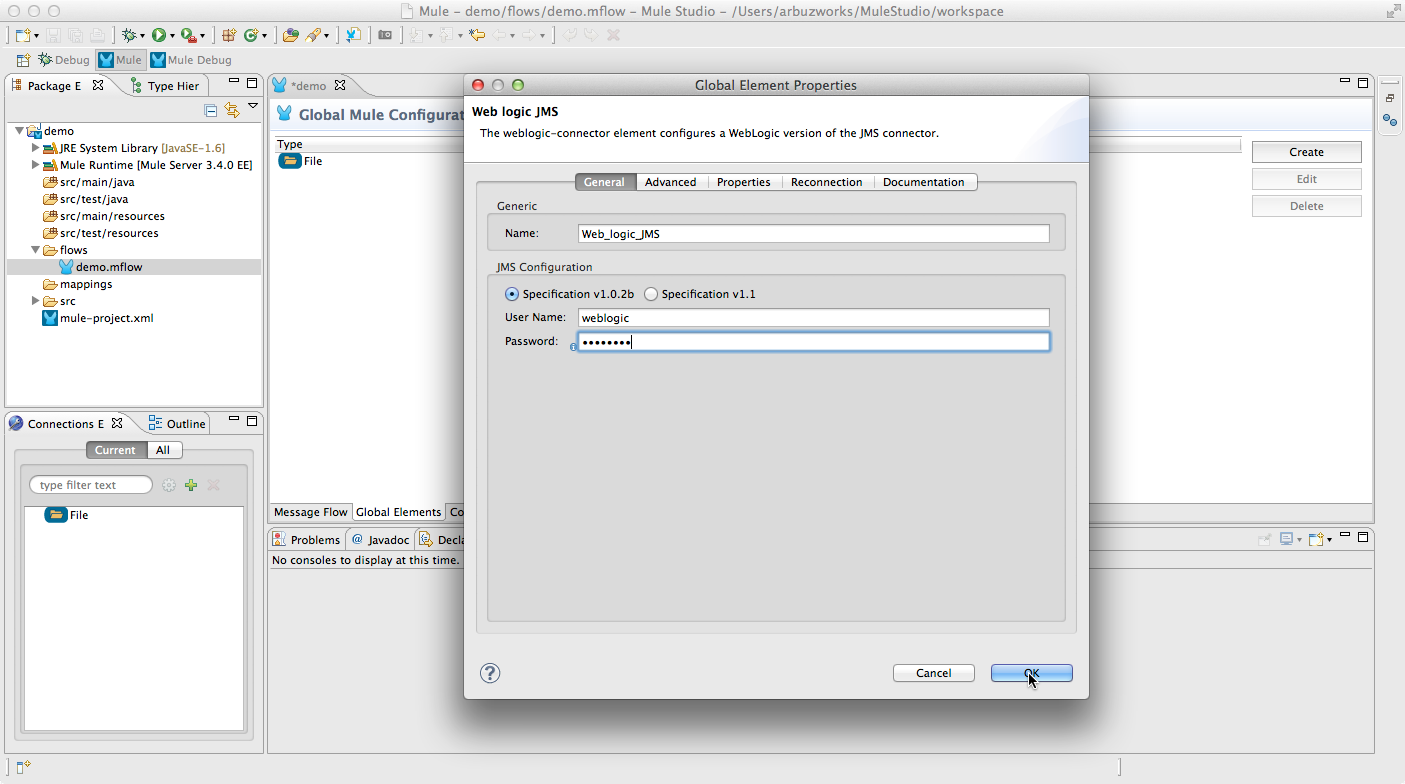 Mule - demo/flows/demo.mflow - Mule Studio - /Users/arbuzworks/MuleStudio/workspace
Debug Mule Mule Debug
Package E Type Hier
demo
JRE System Library [JavaSE-1.6]
Mule Runtime [Mule Server 3.4.0 EE]
src/main/java
src/test/java
src/main/resources
src/test/resources
flows
demo.mflow
mappings
src
mule-project.xml
Connections E Outline
Current All
type filter text
File
*demo
Global Mule Configurat
Type
File
Create
Edit
Delete
Message Flow Global Elements Co
Problems @ Javadoc Decla
No consoles to display at this time.
Global Element Properties
Web logic JMS
The weblogic-connector element configures a WebLogic version of the JMS connector.
General Advanced Properties Reconnection Documentation
Generic
Name: Web_logic_JMS
JMS Configuration
Specification v1.0.2b Specification v1.1
User Name: weblogic
Password: ••••••••
? Cancel OK